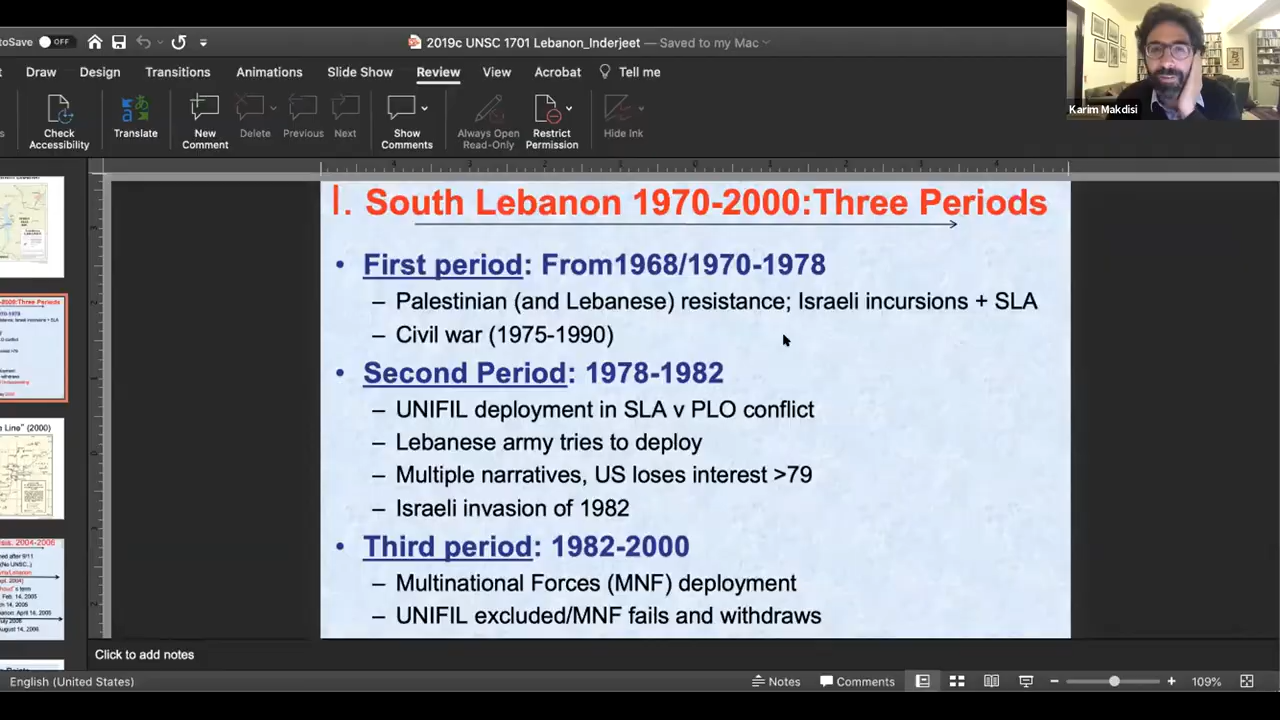 toSave OFF
2019c UNSC 1701 Lebanon_Inderjeet — Saved to my Mac
Karim Makdisi
t Draw Design Transitions Animations Slide Show Review View Acrobat Tell me
s Check Accessibility Translate New Comment Delete Previous Next Show Comments Always Open Read-Only Restrict Permission Hide Ink
I. South Lebanon 1970-2000:Three Periods
• First period: From1968/1970-1978
– Palestinian (and Lebanese) resistance; Israeli incursions + SLA
– Civil war (1975-1990)
• Second Period: 1978-1982
– UNIFIL deployment in SLA v PLO conflict
– Lebanese army tries to deploy
– Multiple narratives, US loses interest >79
– Israeli invasion of 1982
• Third period: 1982-2000
– Multinational Forces (MNF) deployment
– UNIFIL excluded/MNF fails and withdraws
e Line" (2000)
Click to add notes
English (United States)
Notes Comments 109%